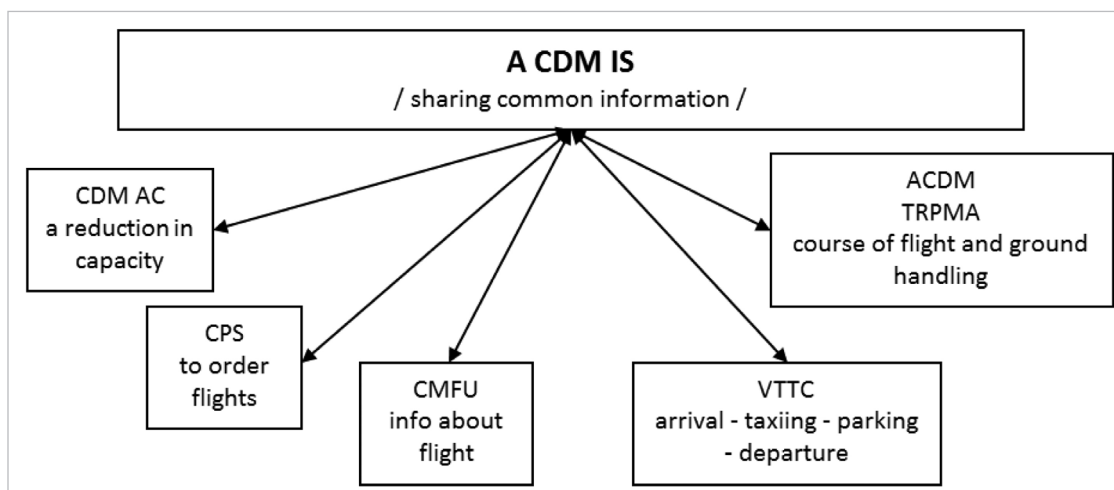 A CDM IS
/ sharing common information /
CDM AC
a reduction in
capacity
ACDM
TRPMA
course of flight and ground
handling
CPS
to order
flights
CMFU
info about
flight
VTTC
arrival - taxiing - parking
- departure